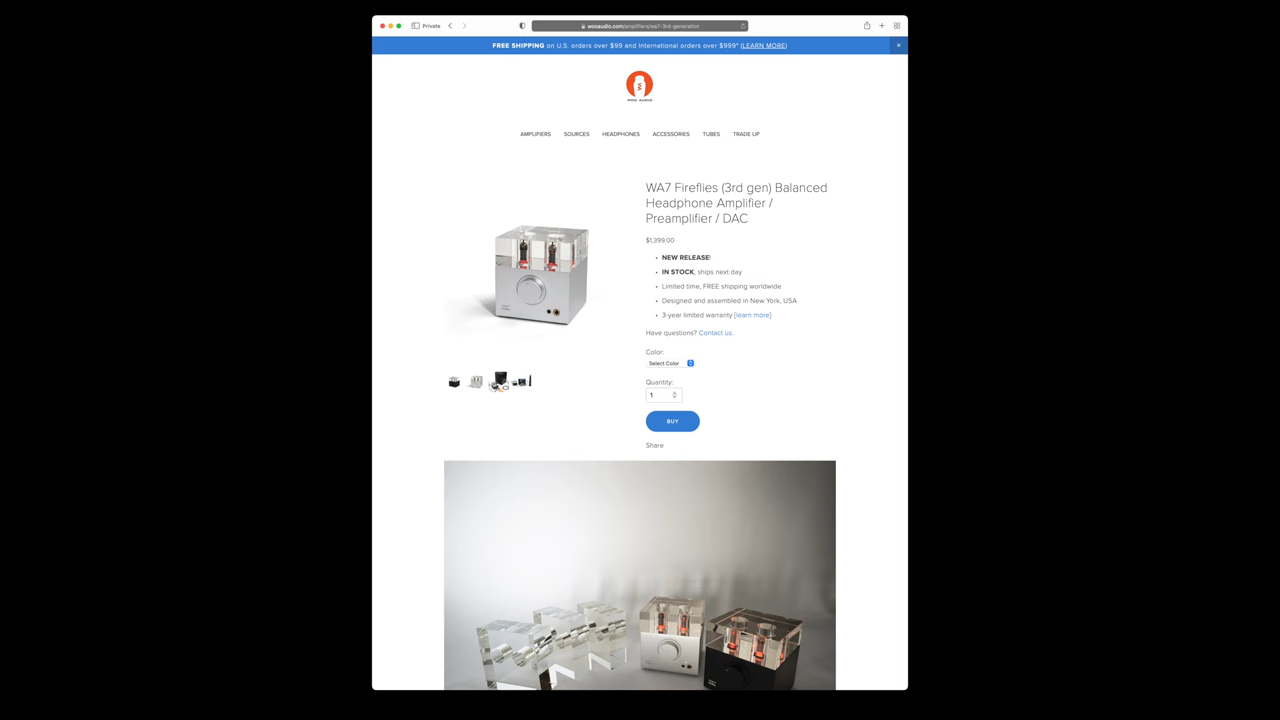 Private
wooaudio.com/amplifiers/wa7-3rd-generation
FREE SHIPPING on U.S. orders over $99 and International orders over $999* (LEARN MORE)
WOO AUDIO
AMPLIFIERS SOURCES HEADPHONES ACCESSORIES TUBES TRADE UP
WA7 Fireflies (3rd gen) Balanced
Headphone Amplifier /
Preamplifier / DAC
$1,399.00
NEW RELEASE!
IN STOCK, ships next day
Limited time, FREE shipping worldwide
Designed and assembled in New York, USA
3-year limited warranty [learn more]
Have questions? Contact us.
Color:
Select Color
Quantity:
1
BUY
Share